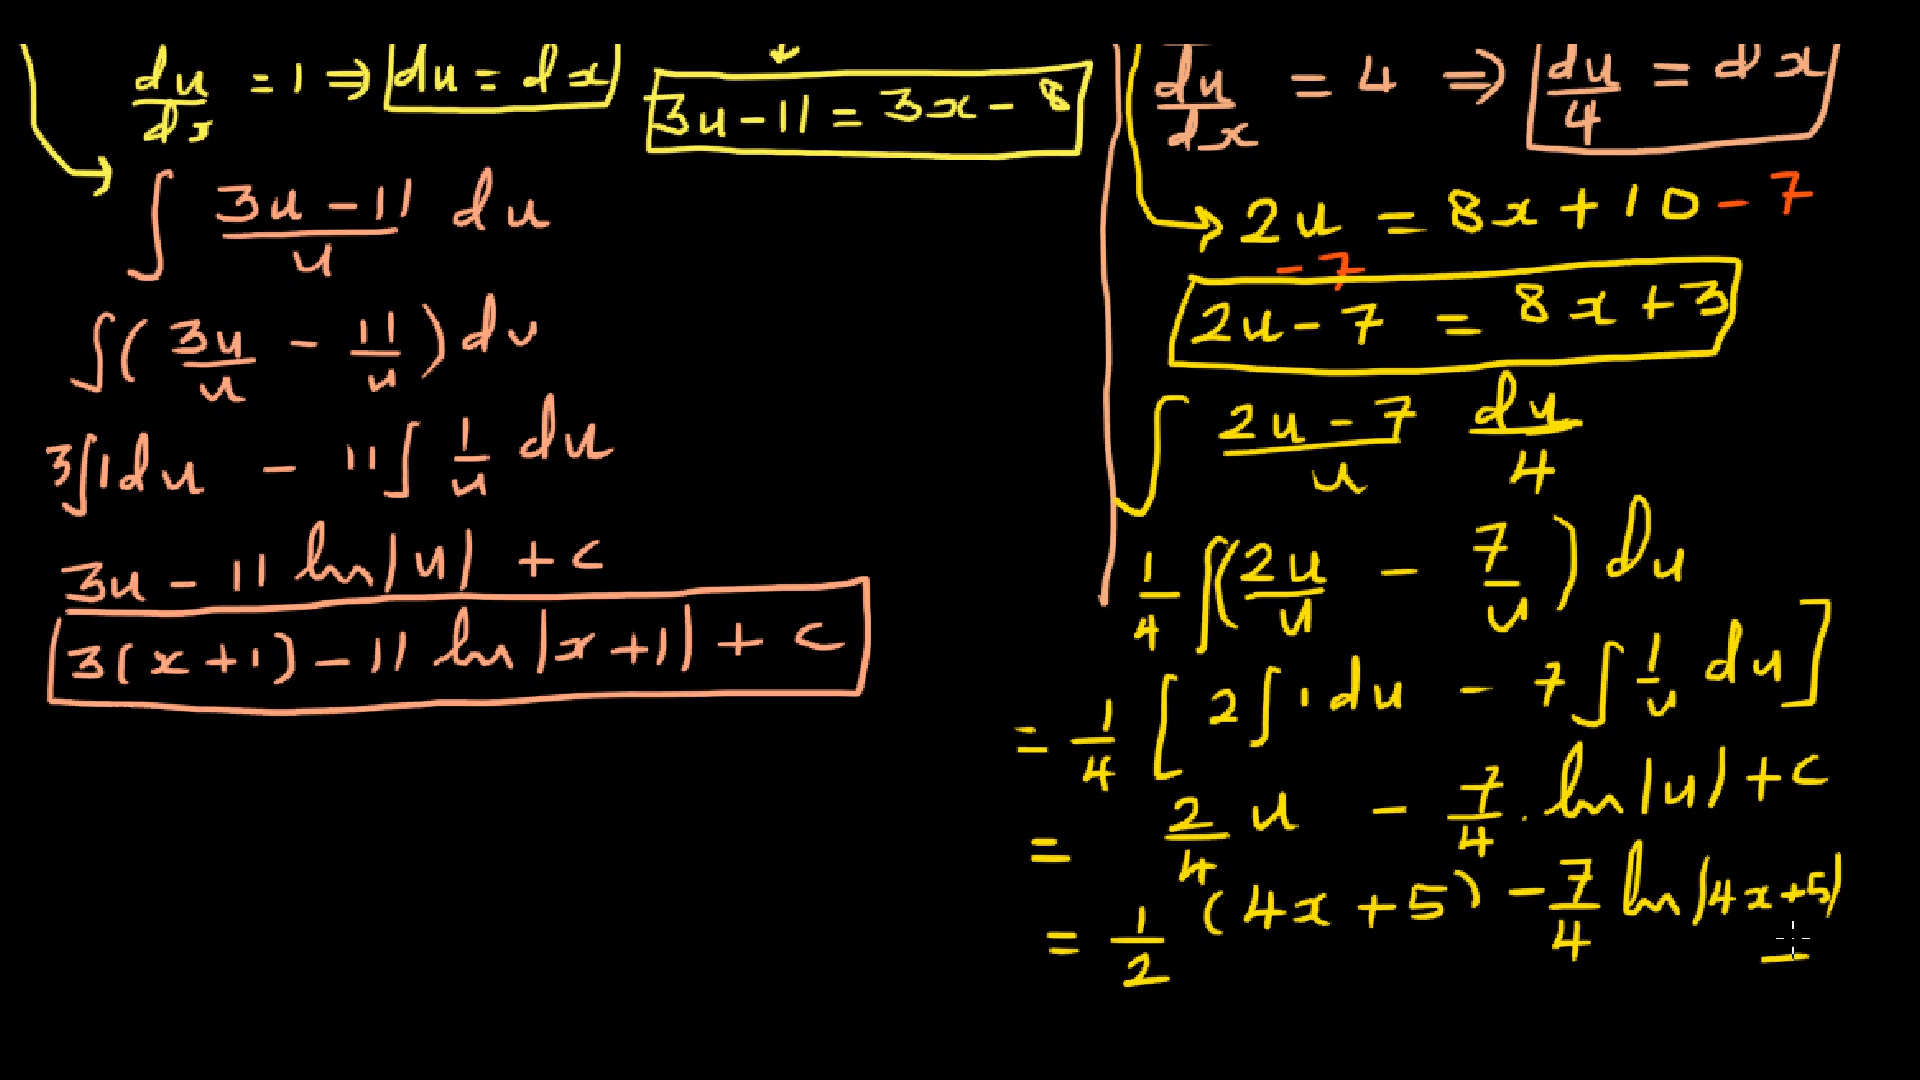 du/dx = 1 ⇒ du = dx
3u - 11 = 3x - 8
∫ (3u - 11)/u du
∫( 3u/u - 11/u ) du
3∫1du - 11∫ 1/u du
3u - 11 ln|u| + c
3(x+1) - 11 ln|x+1| + c
du/dx = 4 ⇒ du/4 = dx
2u = 8x + 10 - 7
- 7
2u - 7 = 8x + 3
∫ (2u - 7)/u du/4
1/4 ∫( 2u/u - 7/u ) du
= 1/4 [ 2∫1du - 7∫ 1/u du ]
= 2/4 u - 7/4 . ln|u| + c
= 1/2 (4x + 5) - 7/4 ln|4x+5|